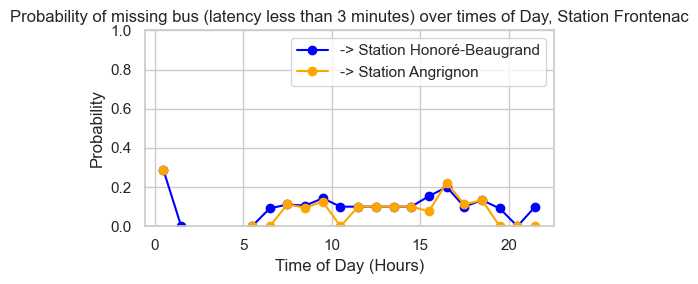 Probability of missing bus (latency less than 3 minutes) over times of Day, Station Frontenac
1.0
0.8
0.6
0.4
0.2
0.0
Probability
-> Station Honoré-Beaugrand
-> Station Angrignon
0
5
10
15
20
Time of Day (Hours)